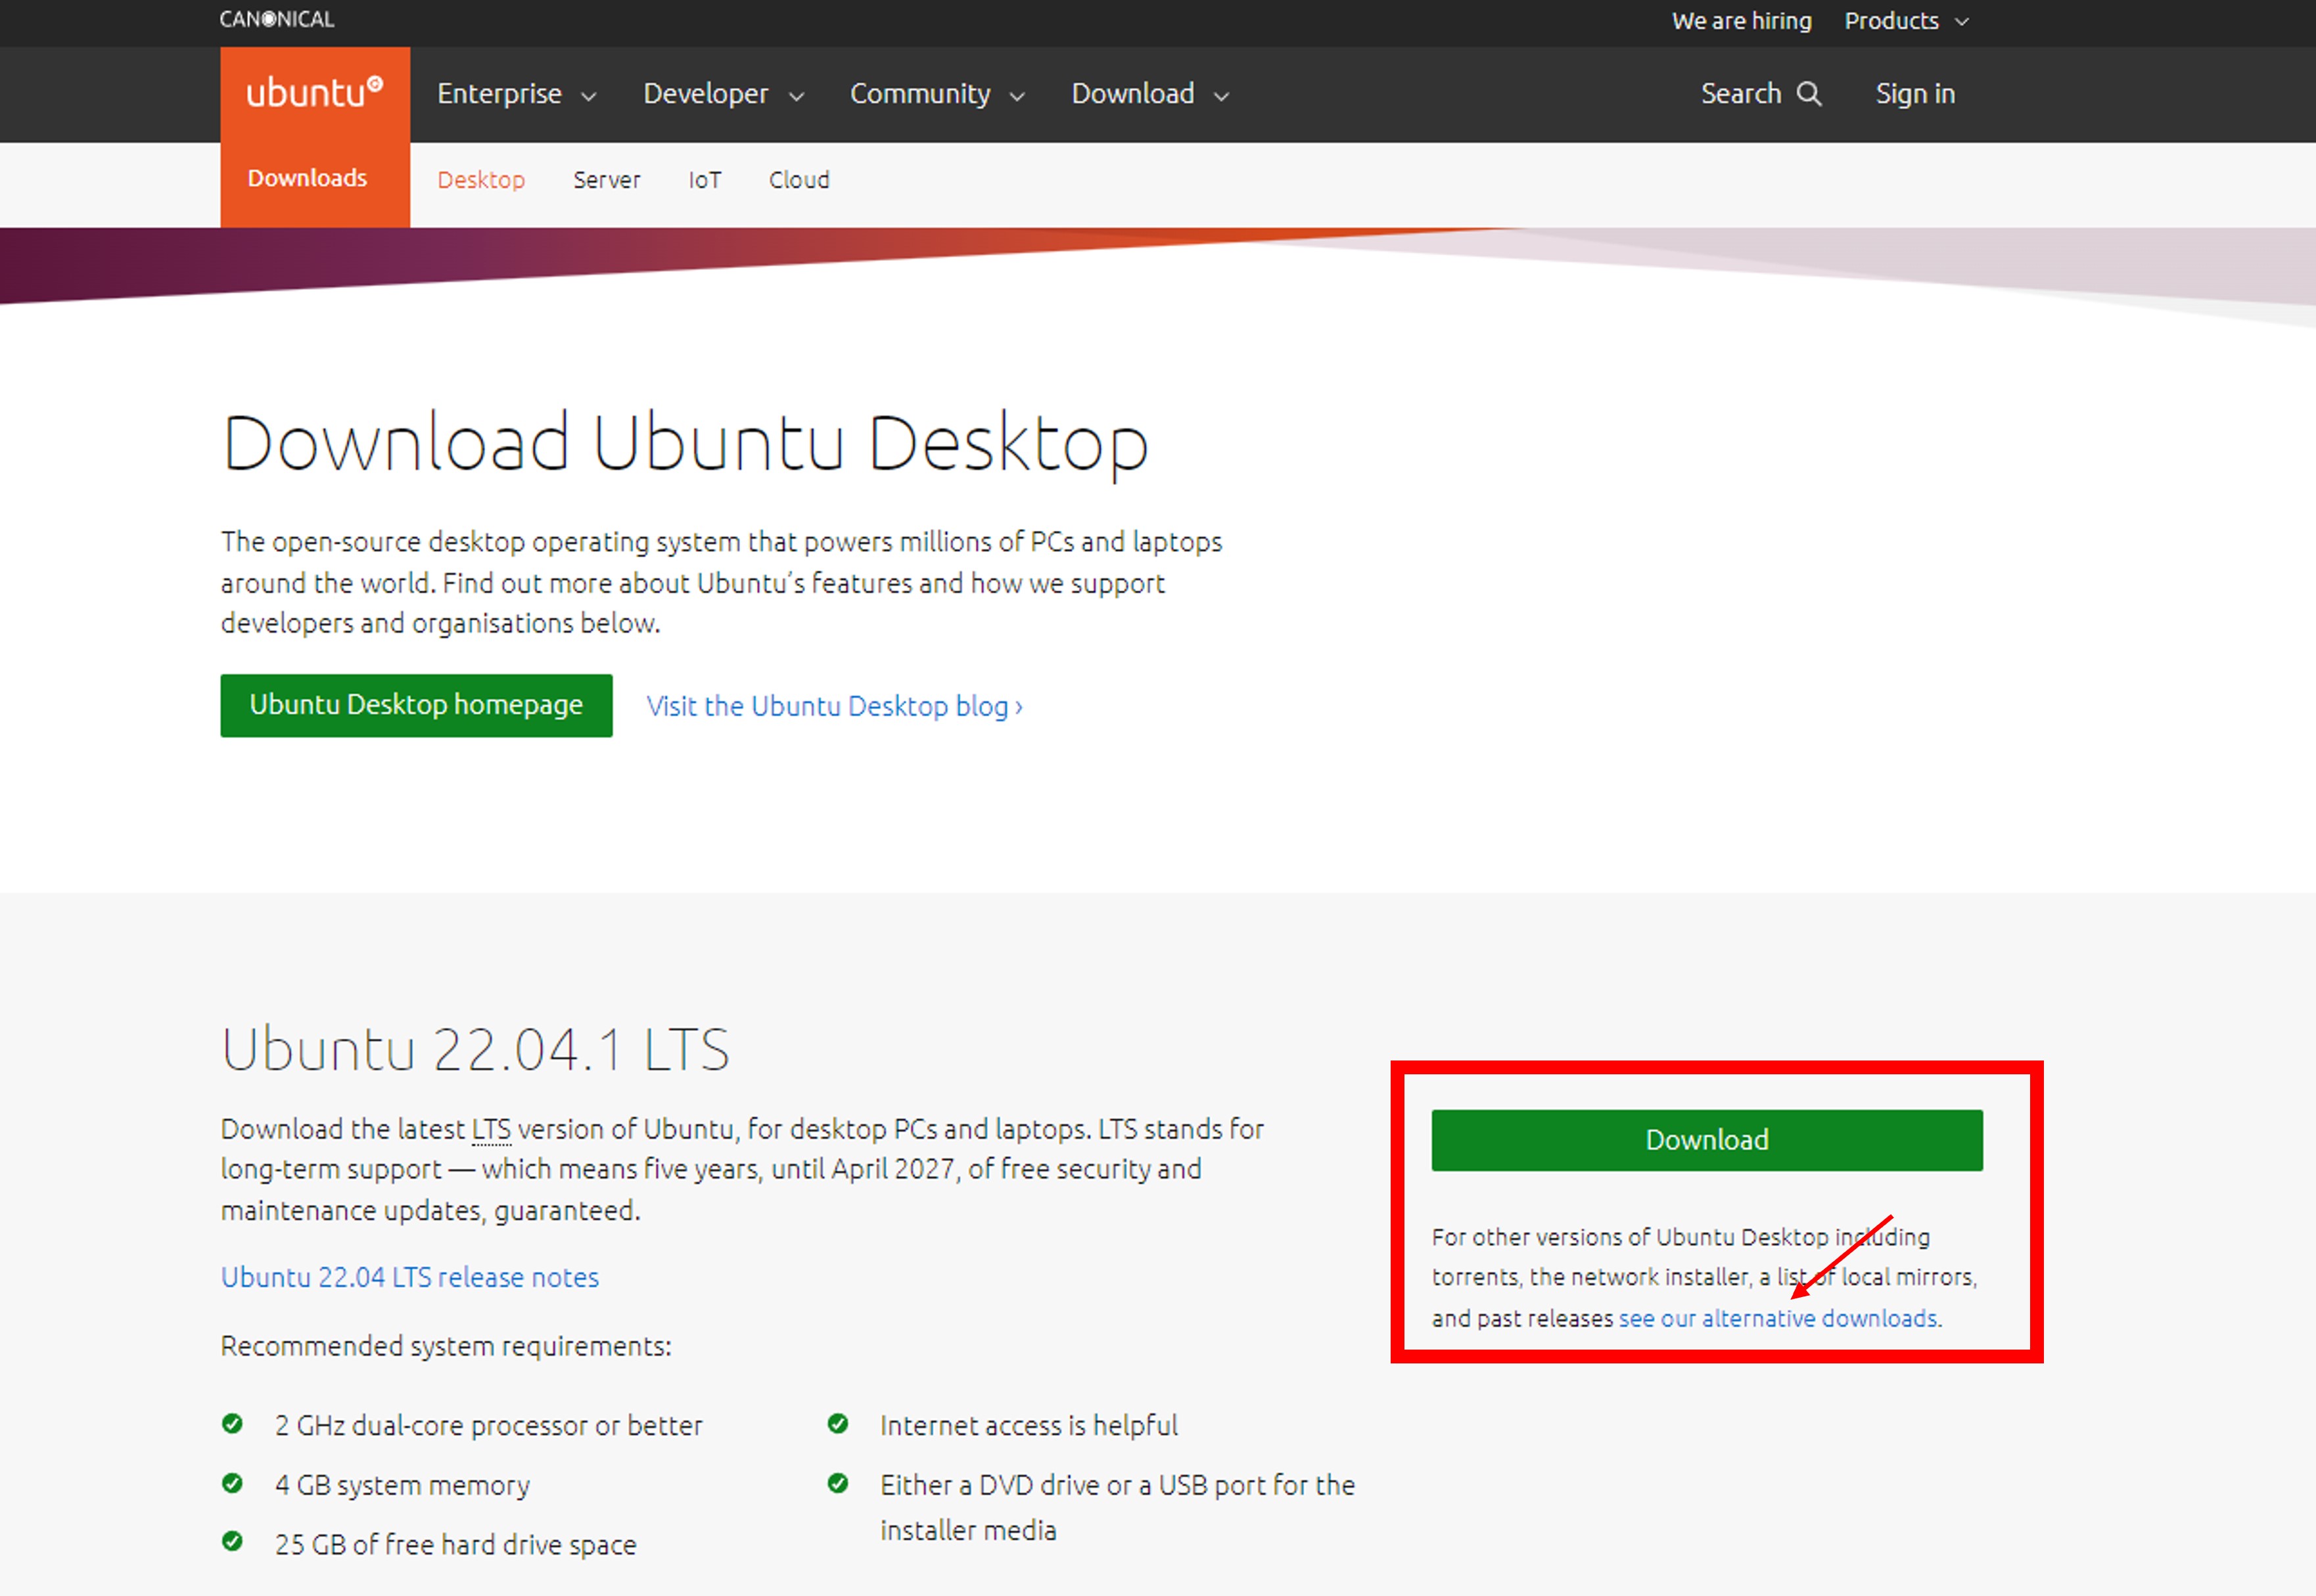 CANONICAL
We are hiring Products
ubuntu Enterprise Developer Community Download Search Sign in
Downloads Desktop Server IoT Cloud
Download Ubuntu Desktop
The open-source desktop operating system that powers millions of PCs and laptops
around the world. Find out more about Ubuntu's features and how we support
developers and organisations below.
Ubuntu Desktop homepage Visit the Ubuntu Desktop blog ›
Ubuntu 22.04.1 LTS
Download the latest LTS version of Ubuntu, for desktop PCs and laptops. LTS stands for
long-term support — which means five years, until April 2027, of free security and
maintenance updates, guaranteed.
Ubuntu 22.04 LTS release notes
Recommended system requirements:
2 GHz dual-core processor or better
4 GB system memory
25 GB of free hard drive space
Internet access is helpful
Either a DVD drive or a USB port for the
installer media
Download
For other versions of Ubuntu Desktop including
torrents, the network installer, a list of local mirrors,
and past releases see our alternative downloads.